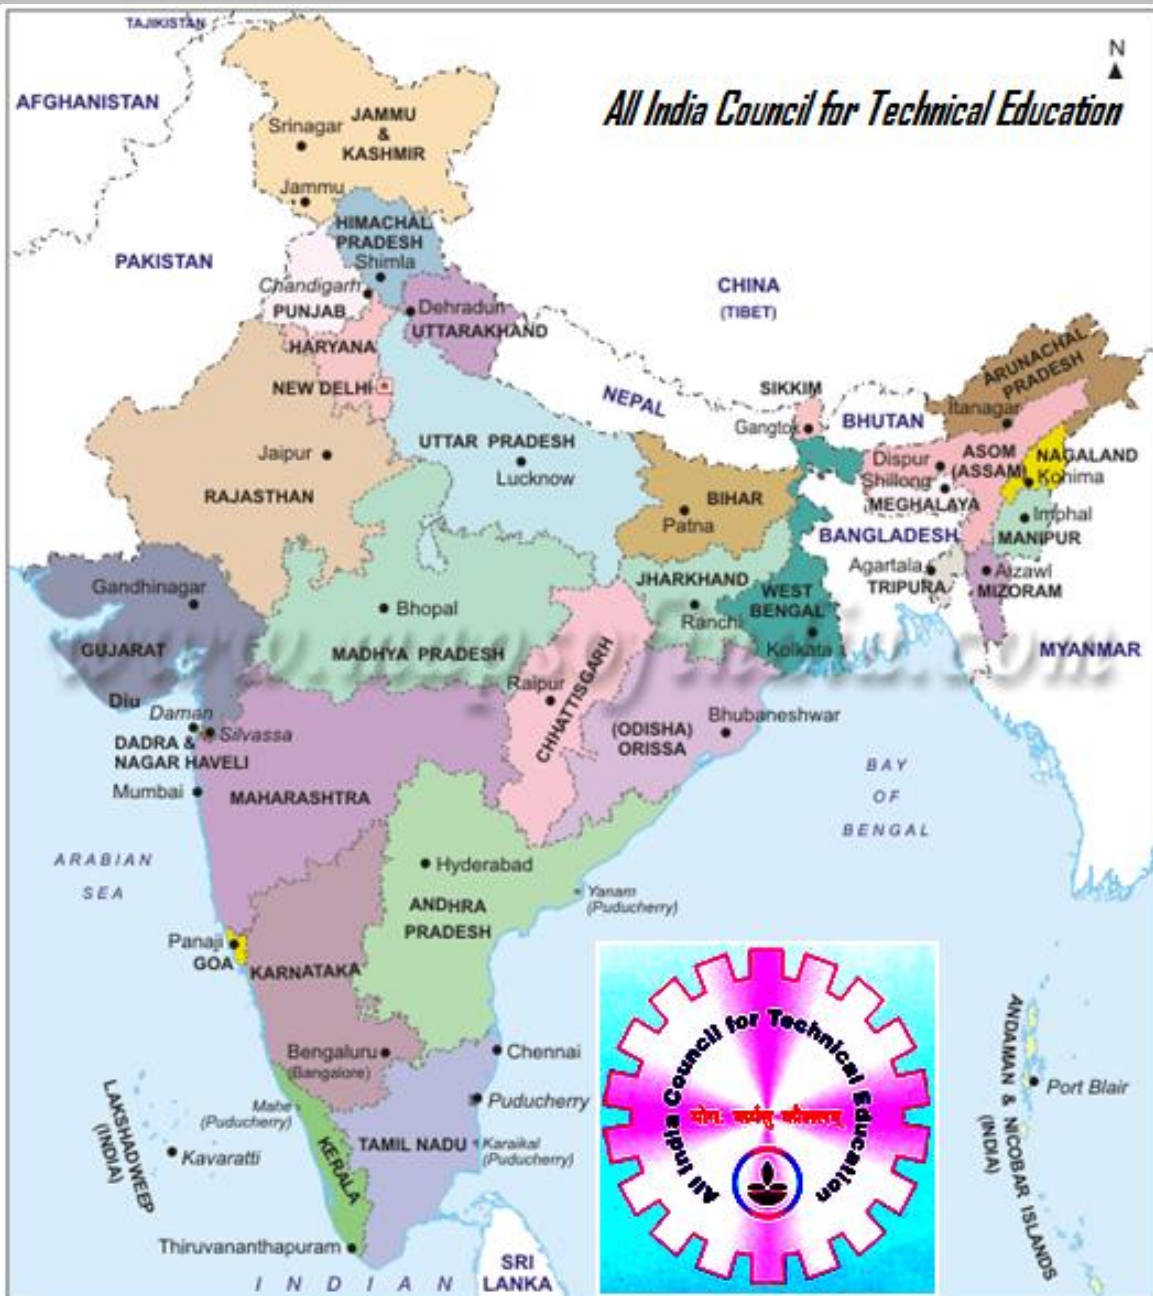 TAJIKISTAN
N
AFGHANISTAN
All India Council for Technical Education
JAMMU
&
KASHMIR
Srinagar
Jammu
HIMACHAL
PRADESH
Shimla
PAKISTAN
Chandigarh
PUNJAB
CHINA
(TIBET)
Dehradun
UTTARAKHAND
HARYANA
NEW DELHI
ARUNACHAL
PRADESH
Itanagar
SIKKIM
Gangtok
NEPAL
BHUTAN
UTTAR PRADESH
Lucknow
Jaipur
RAJASTHAN
BIHAR
Patna
Dispur
Shillong
MEGHALAYA
ASOM
(ASSAM)
NAGALAND
Kohima
Imphal
MANIPUR
BANGLADESH
Agartala
TRIPURA
Aizawl
MIZORAM
Gandhinagar
GUJARAT
Bhopal
MADHYA PRADESH
JHARKHAND
Ranchi
WEST
BENGAL
Kolkata
www.mapsofindia.com
MYANMAR
Diu
Daman
Silvassa
DADRA &
NAGAR HAVELI
Raipur
CHHATTISGARH
(ODISHA)
ORISSA
Bhubaneshwar
Mumbai
MAHARASHTRA
BAY
OF
BENGAL
ARABIAN
SEA
Hyderabad
ANDHRA
PRADESH
Yanam
(Puducherry)
Panaji
GOA
KARNATAKA
Bengaluru
(Bangalore)
Chennai
Puducherry
Mahe
(Puducherry)
KERALA
TAMIL NADU
Karaikal
(Puducherry)
LAKSHADWEEP
(INDIA)
Kavaratti
Thiruvananthapuram
INDIAN
SRI
LANKA
All India Council for Technical Education
योगः कर्मसु कौशलम्
ANDAMAN & NICOBAR ISLANDS
(INDIA)
Port Blair